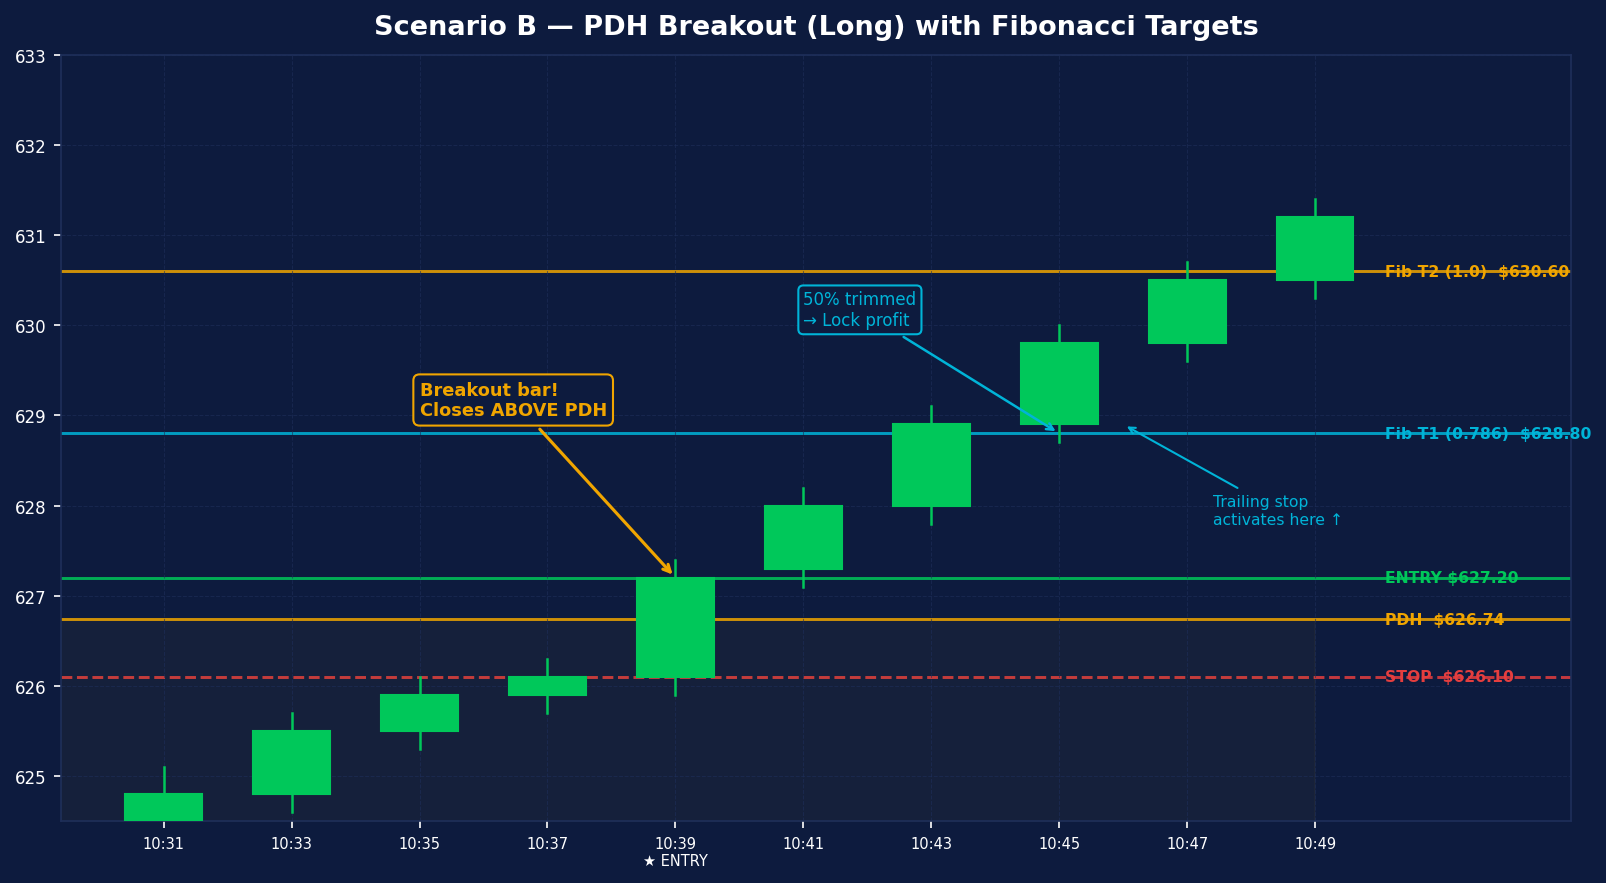 Scenario B — PDH Breakout (Long) with Fibonacci Targets
633
632
631
630
629
628
627
626
625
Fib T2 (1.0)  $630.60
50% trimmed
→ Lock profit
Breakout bar!
Closes ABOVE PDH
Fib T1 (0.786)  $628.80
Trailing stop
activates here ↑
ENTRY $627.20
PDH  $626.74
STOP  $626.10
10:31
10:33
10:35
10:37
10:39
★ ENTRY
10:41
10:43
10:45
10:47
10:49